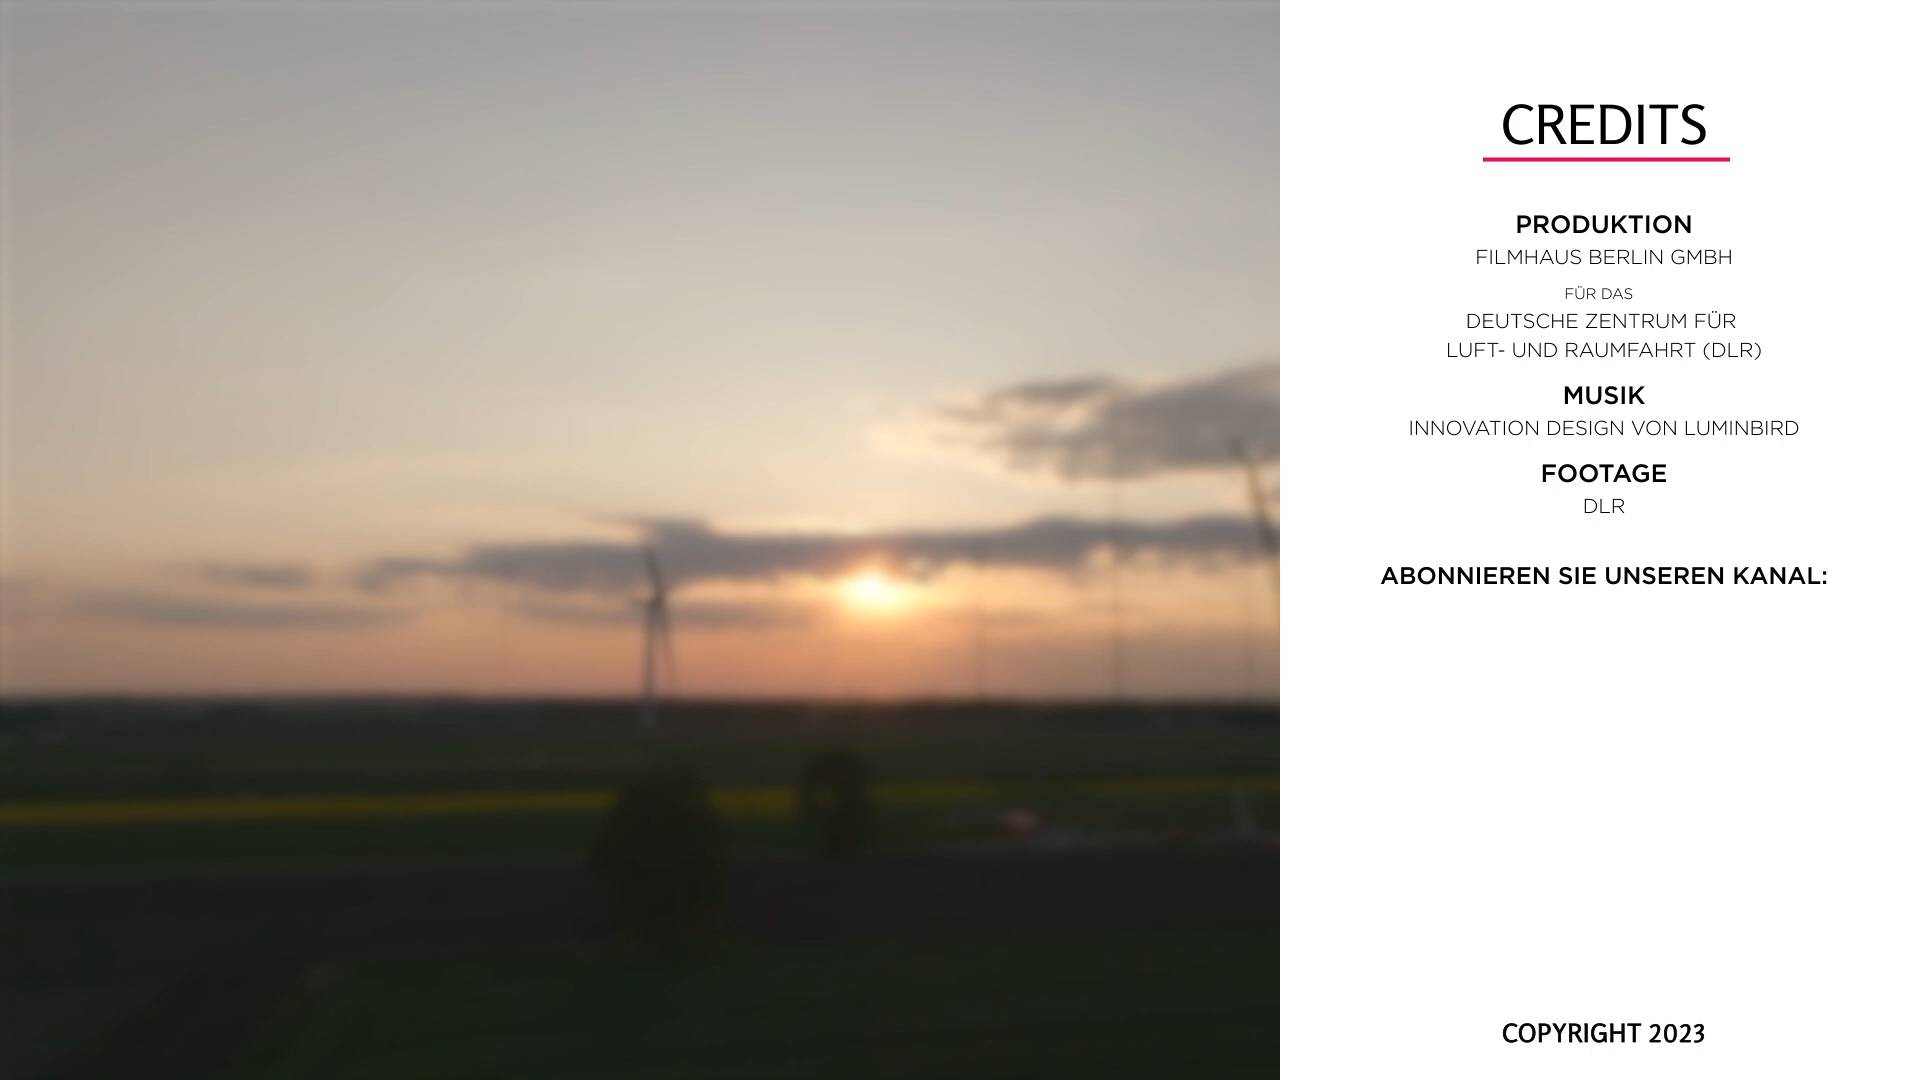 CREDITS
PRODUKTION
FILMHAUS BERLIN GMBH
FÜR DAS
DEUTSCHE ZENTRUM FÜR
LUFT- UND RAUMFAHRT (DLR)
MUSIK
INNOVATION DESIGN VON LUMINBIRD
FOOTAGE
DLR
ABONNIEREN SIE UNSEREN KANAL:
COPYRIGHT 2023